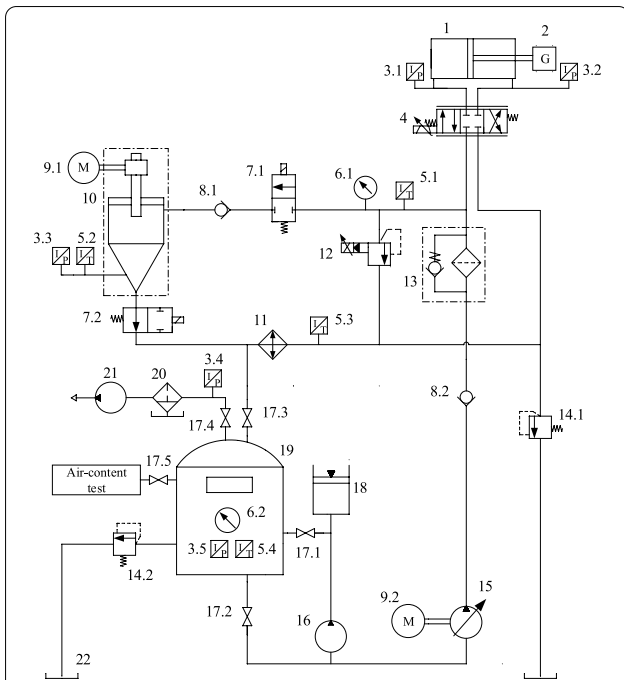 1
2
G
3.1
I
P
I
P
3.2
4
9.1
M
7.1
6.1
I
T
5.1
8.1
10
3.3
5.2
I
P
I
T
12
13
7.2
11
I
T
5.3
21
20
3.4
I
P
8.2
17.4
17.3
14.1
19
17.5
Air-content
test
18
6.2
3.5
I
P
I
T
5.4
17.1
14.2
9.2
15
17.2
16
M
22